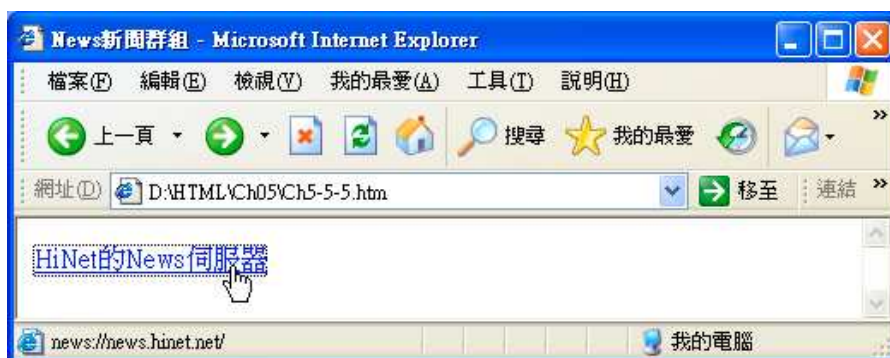 News新聞群組 - Microsoft Internet Explorer
檔案(F) 編輯(E) 檢視(V) 我的最愛(A) 工具(T) 說明(H)
上一頁 搜尋 我的最愛 »
網址(D) D:\HTML\Ch05\Ch5-5-5.htm 移至 連結 »
HiNet的News伺服器
news://news.hinet.net/ 我的電腦